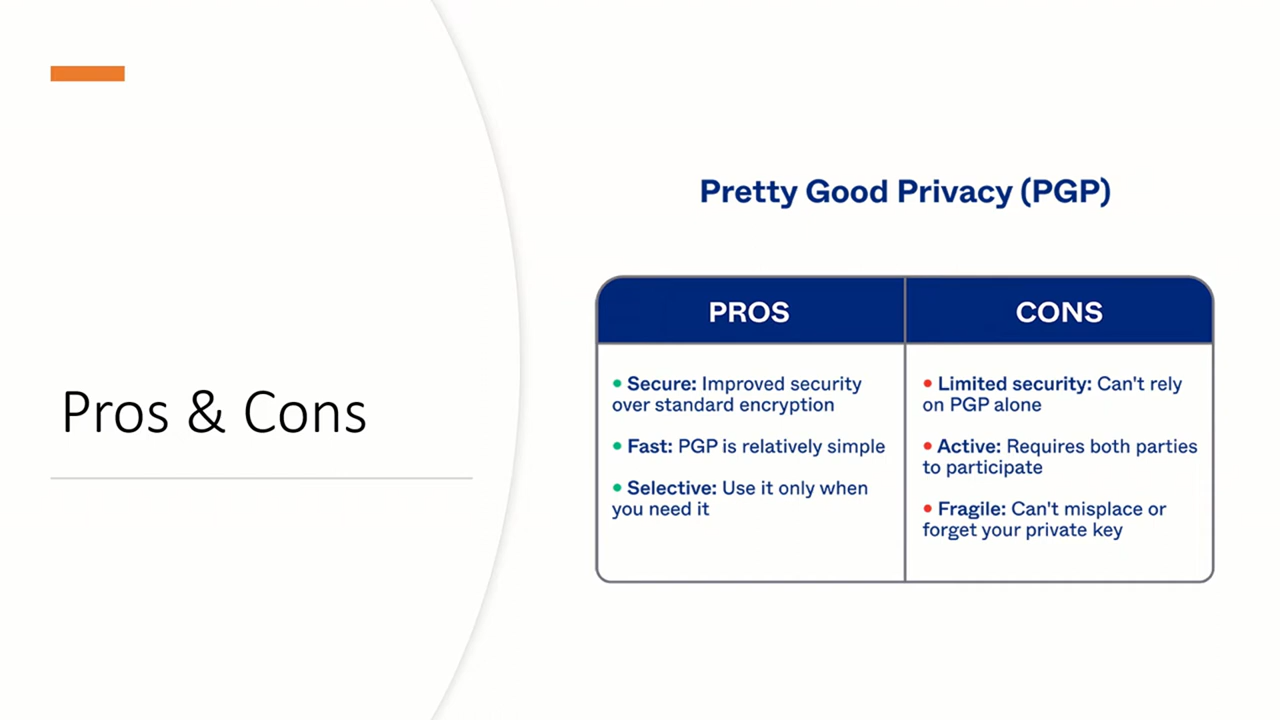 Pros & Cons
Pretty Good Privacy (PGP)
PROS
• Secure: Improved security
over standard encryption
• Fast: PGP is relatively simple
• Selective: Use it only when
you need it
CONS
• Limited security: Can't rely
on PGP alone
• Active: Requires both parties
to participate
• Fragile: Can't misplace or
forget your private key